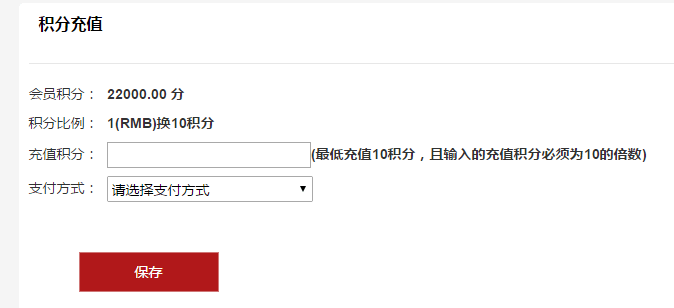 积分充值
会员积分： 22000.00 分
积分比例： 1(RMB)换10积分
充值积分： (最低充值10积分，且输入的充值积分必须为10的倍数)
支付方式： 请选择支付方式
保存